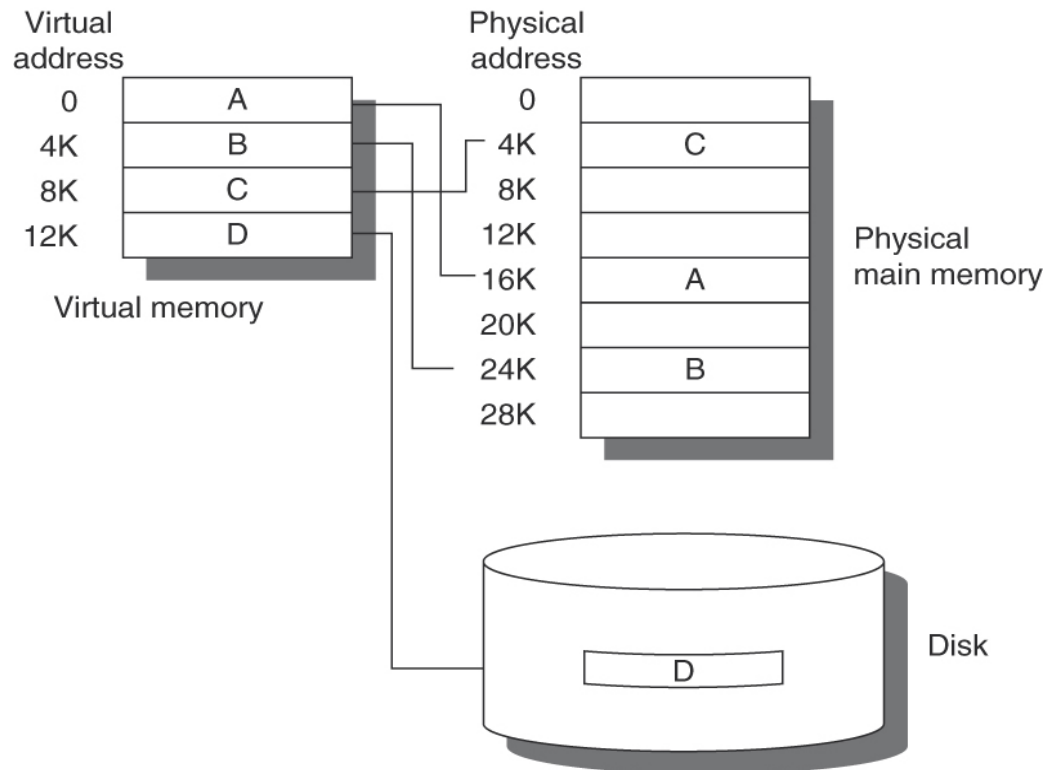 Virtual
address
0
A
4K
B
8K
C
12K
D
Virtual memory
Physical
address
0
4K
C
8K
12K
16K
A
20K
24K
B
28K
Physical
main memory
D
Disk